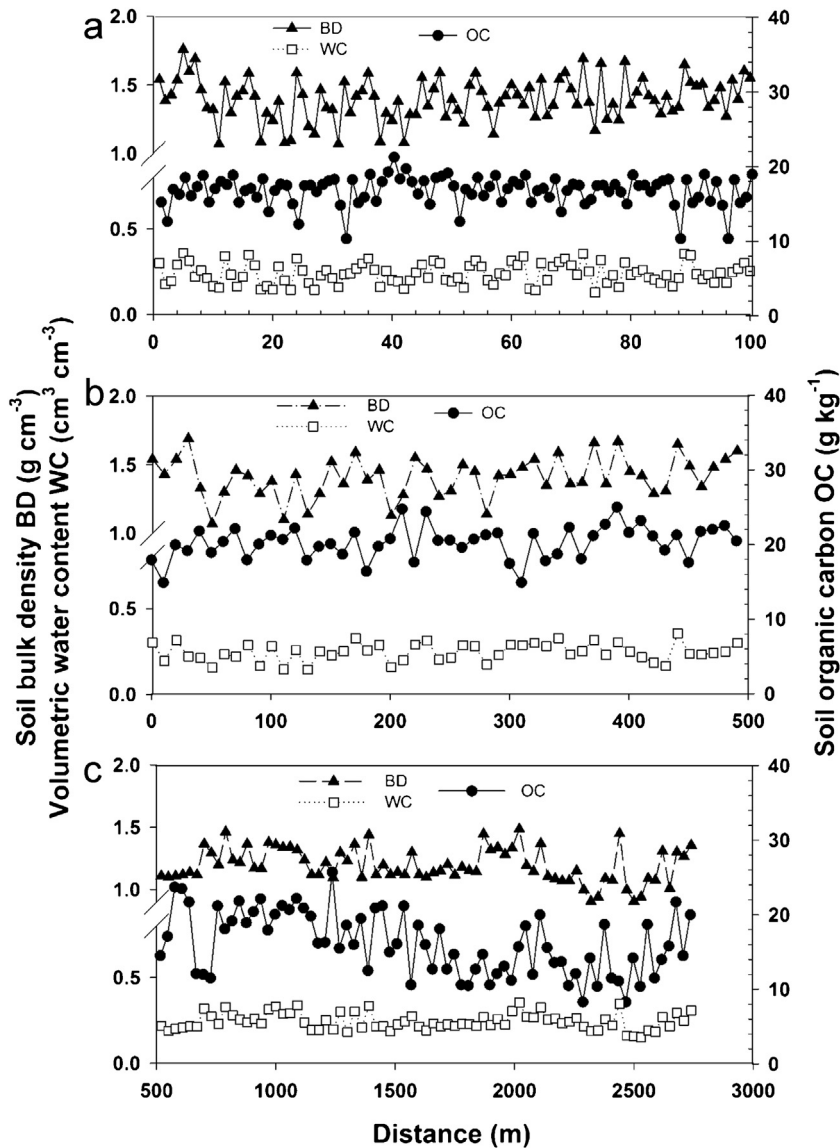 a
2.0
1.5
1.0
0.5
0.0
BD
WC
OC
40
30
20
10
0
0 20 40 60 80 100
b
2.0
1.5
1.0
0.5
0.0
BD
WC
OC
40
30
20
10
0
0 100 200 300 400 500
c
2.0
1.5
1.0
0.5
0.0
BD
WC
OC
40
30
20
10
0
500 1000 1500 2000 2500 3000
Distance (m)
Soil bulk density BD (g cm⁻³)
Volumetric water content WC (cm³ cm⁻³)
Soil organic carbon OC (g kg⁻¹)